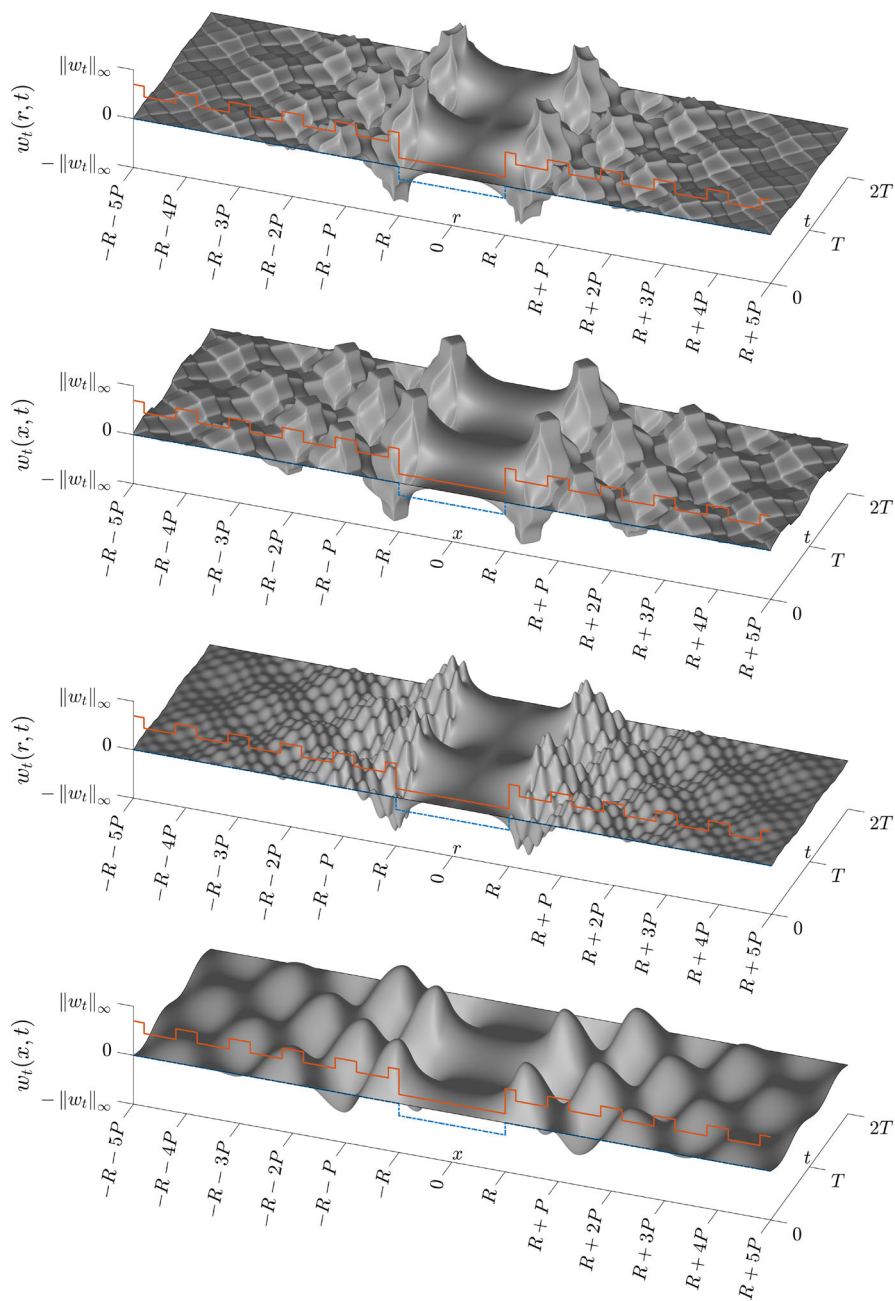 w_t(r, t)
‖w_t‖_∞
0
−‖w_t‖_∞
−R − 5P
−R − 4P
−R − 3P
−R − 2P
−R − P
−R
0
r
R
R + P
R + 2P
R + 3P
R + 4P
R + 5P
0
T
t
2T
w_t(x, t)
‖w_t‖_∞
0
−‖w_t‖_∞
−R − 5P
−R − 4P
−R − 3P
−R − 2P
−R − P
−R
0
x
R
R + P
R + 2P
R + 3P
R + 4P
R + 5P
0
T
t
2T
w_t(r, t)
‖w_t‖_∞
0
−‖w_t‖_∞
−R − 5P
−R − 4P
−R − 3P
−R − 2P
−R − P
−R
0
r
R
R + P
R + 2P
R + 3P
R + 4P
R + 5P
0
T
t
2T
w_t(x, t)
‖w_t‖_∞
0
−‖w_t‖_∞
−R − 5P
−R − 4P
−R − 3P
−R − 2P
−R − P
−R
0
x
R
R + P
R + 2P
R + 3P
R + 4P
R + 5P
0
T
t
2T